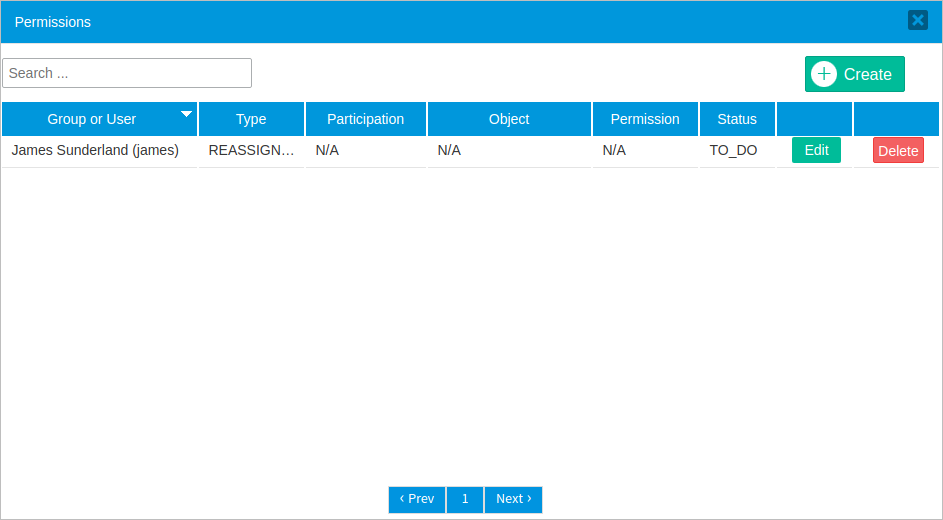 Permissions
Search ...
Create
Group or User Type Participation Object Permission Status
James Sunderland (james) REASSIGN… N/A N/A N/A TO_DO Edit Delete
‹ Prev 1 Next ›